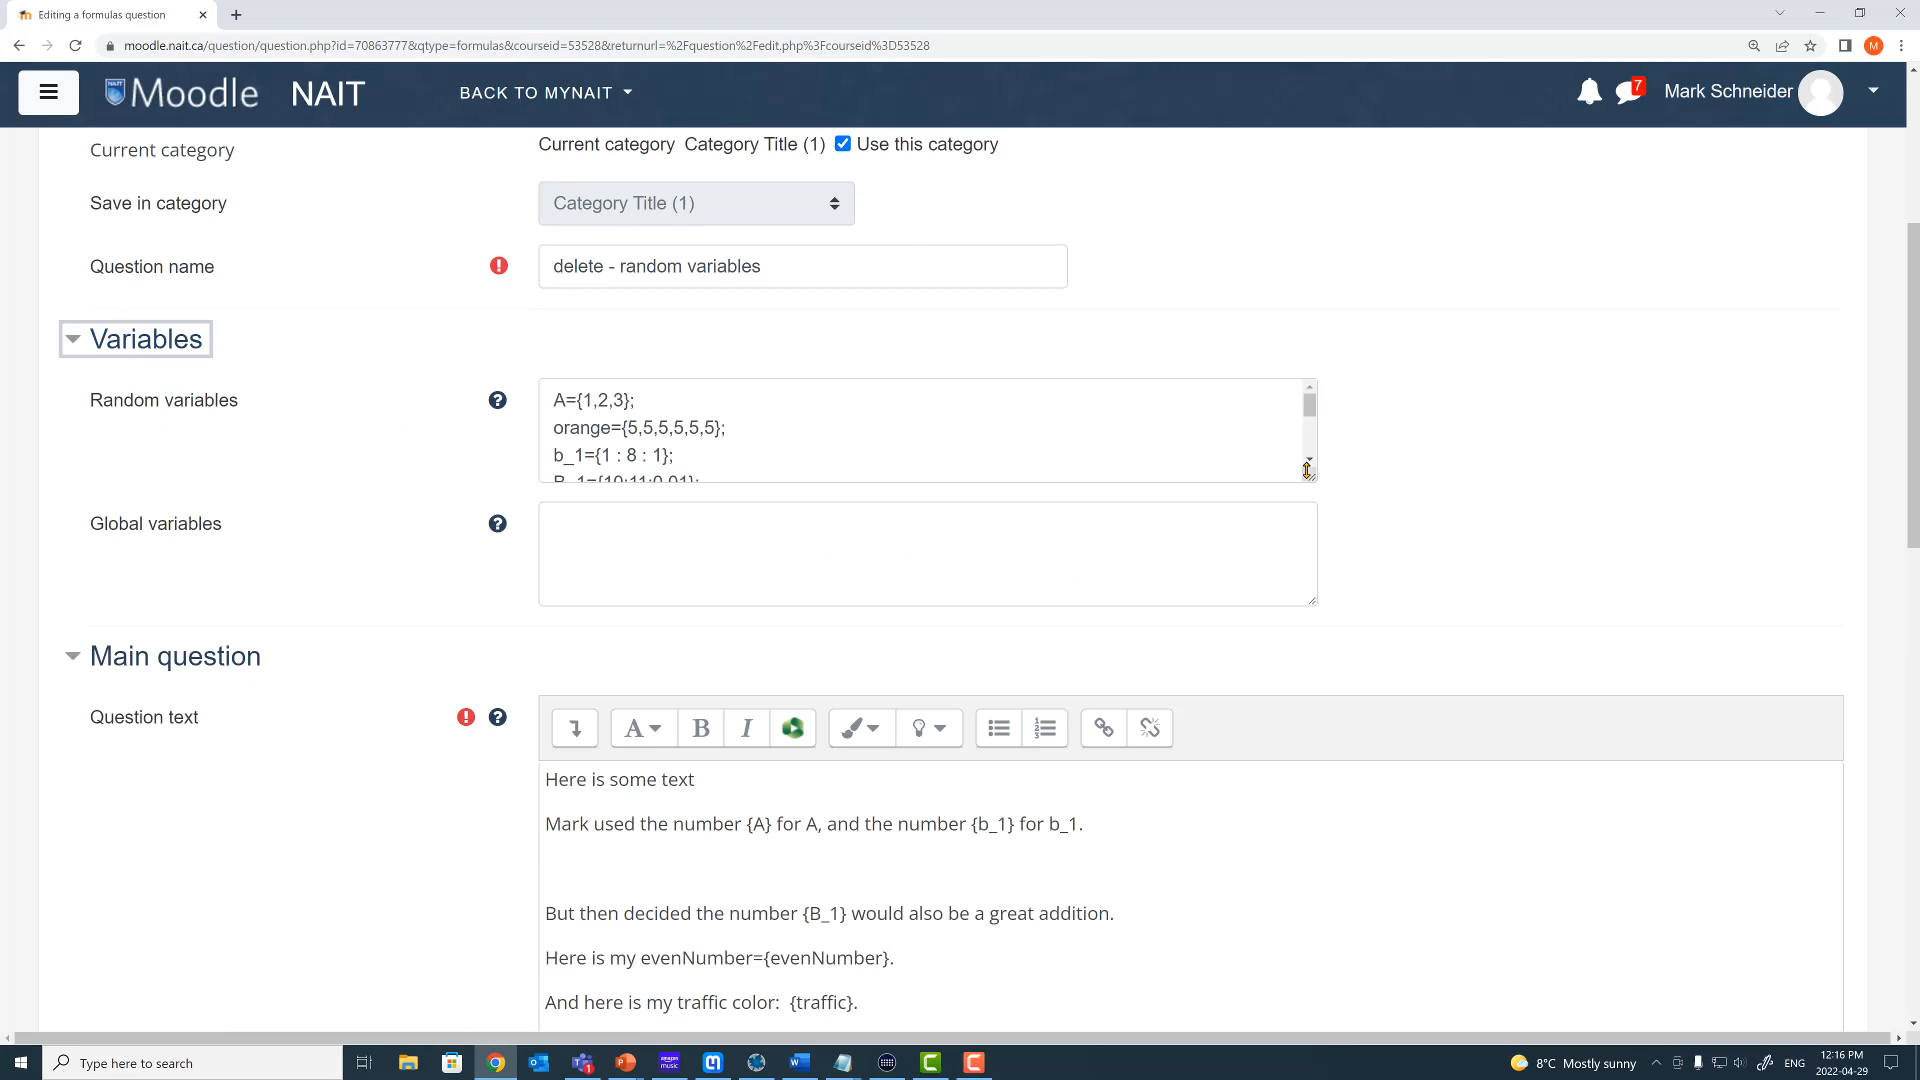 Editing a formulas question
moodle.nait.ca/question/question.php?id=70863777&qtype=formulas&courseid=53528&returnurl=%2Fquestion%2Fedit.php%3Fcourseid%3D53528
M
Moodle NAIT BACK TO MYNAIT 7 Mark Schneider
Current category Current category Category Title (1) Use this category
Save in category Category Title (1)
Question name delete - random variables
Variables
Random variables A={1,2,3};
orange={5,5,5,5,5,5};
b_1={1 : 8 : 1};
B_1={10:11:0.01};
Global variables
Main question
Question text
Here is some text
Mark used the number {A} for A, and the number {b_1} for b_1.
But then decided the number {B_1} would also be a great addition.
Here is my evenNumber={evenNumber}.
And here is my traffic color:  {traffic}.
Type here to search 8°C Mostly sunny ENG 12:16 PM
2022-04-29